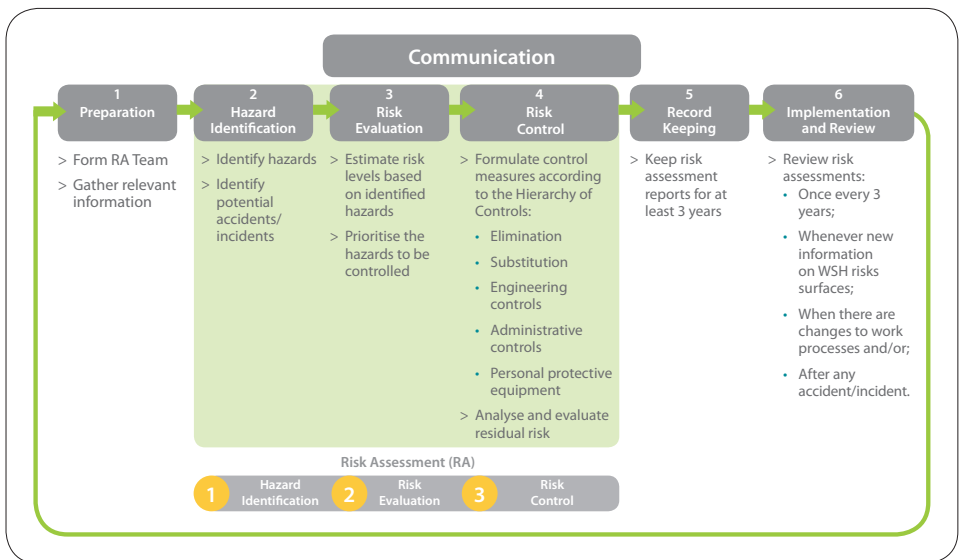 Communication
1
Preparation
> Form RA Team
> Gather relevant
information
2
Hazard
Identification
> Identify hazards
> Identify
potential
accidents/
incidents
3
Risk
Evaluation
> Estimate risk
levels based
on identified
hazards
> Prioritise the
hazards to be
controlled
4
Risk
Control
> Formulate control
measures according
to the Hierarchy of
Controls:
• Elimination
• Substitution
• Engineering
controls
• Administrative
controls
• Personal protective
equipment
> Analyse and evaluate
residual risk
5
Record
Keeping
> Keep risk
assessment
reports for at
least 3 years
6
Implementation
and Review
> Review risk
assessments:
• Once every 3
years;
• Whenever new
information
on WSH risks
surfaces;
• When there are
changes to work
processes and/or;
• After any
accident/incident.
Risk Assessment (RA)
1
Hazard
Identification
2
Risk
Evaluation
3
Risk
Control